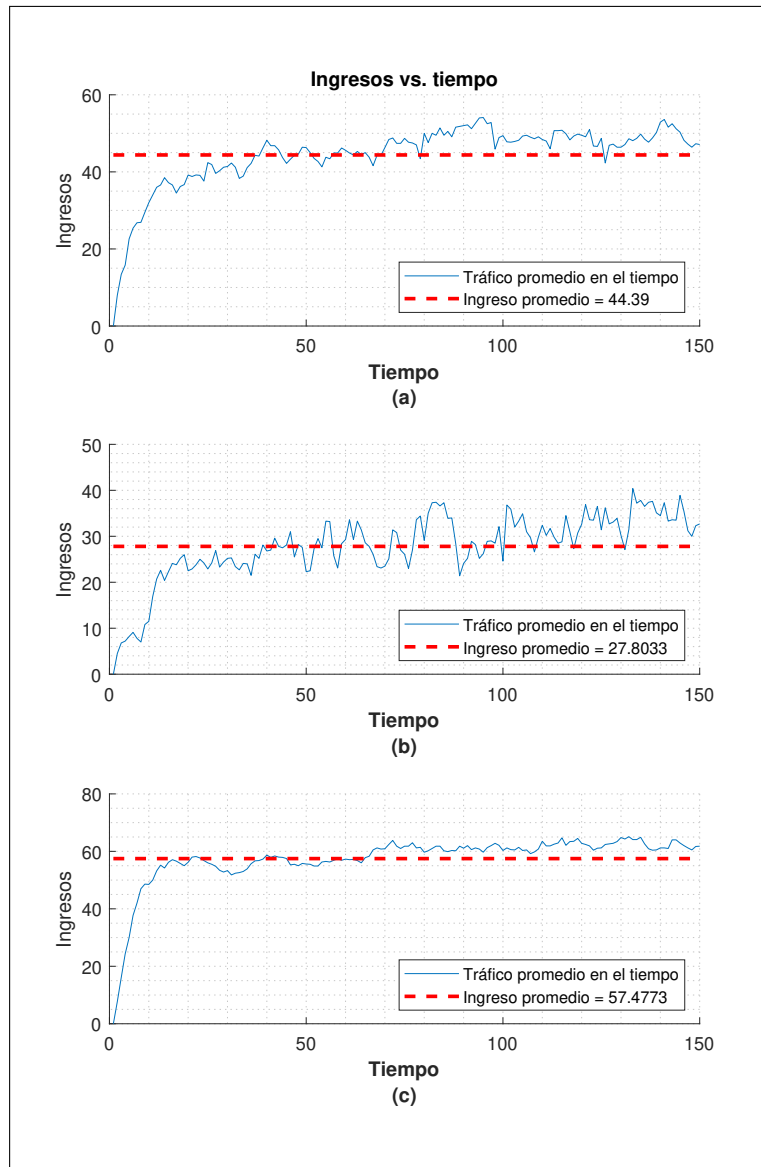 Ingresos vs. tiempo
60
40
20
0
Ingresos
Tráfico promedio en el tiempo
Ingreso promedio = 44.39
0 50 100 150
Tiempo
(a)
50
40
30
20
10
0
Ingresos
Tráfico promedio en el tiempo
Ingreso promedio = 27.8033
0 50 100 150
Tiempo
(b)
80
60
40
20
0
Ingresos
Tráfico promedio en el tiempo
Ingreso promedio = 57.4773
0 50 100 150
Tiempo
(c)